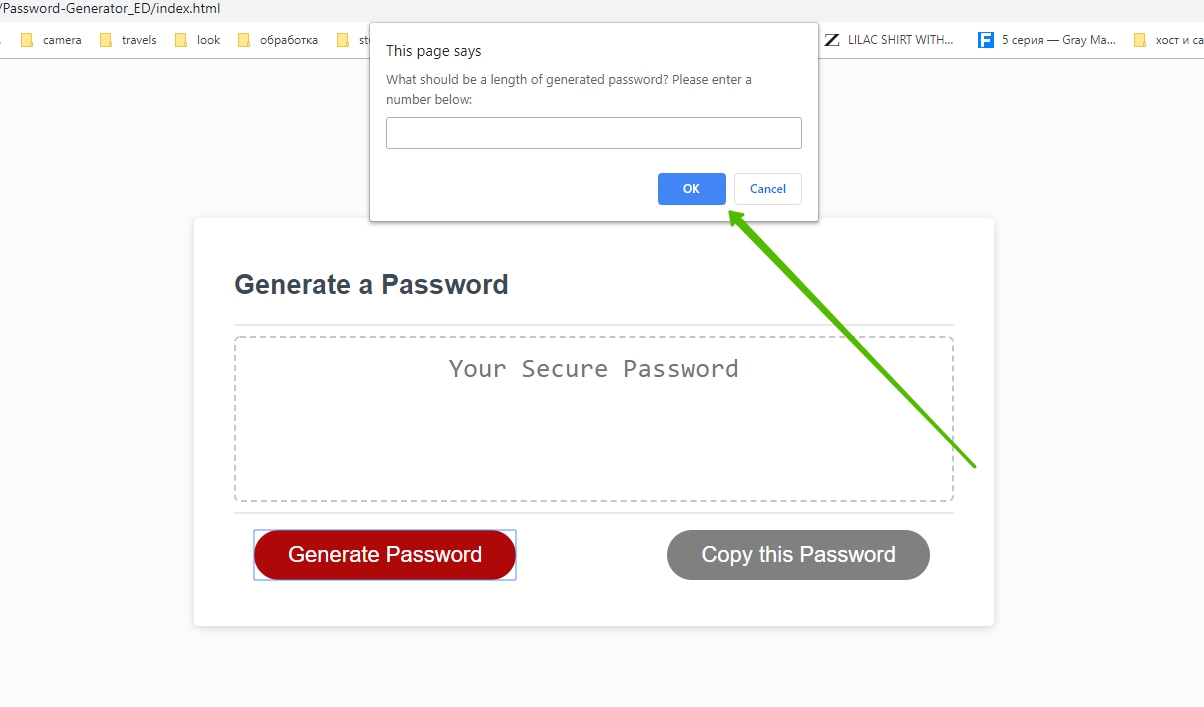 /Password-Generator_ED/index.html
camera travels look обработка st LILAC SHIRT WITH... 5 серия — Gray Ma... хост и са
This page says
What should be a length of generated password? Please enter a
number below:
OK Cancel
Generate a Password
Your Secure Password
Generate Password Copy this Password